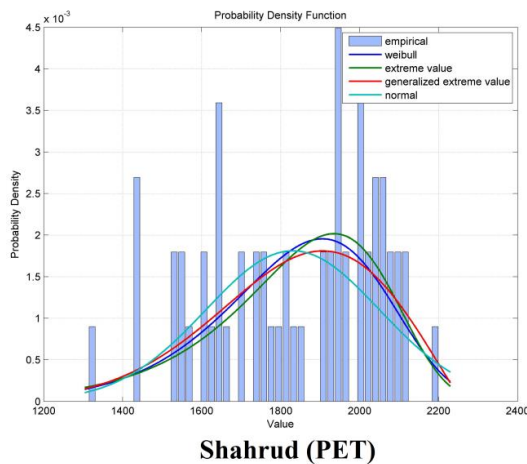 Probability Density Function
x 10⁻³
4.5
4
3.5
3
2.5
2
1.5
1
0.5
0
Probability Density
empirical
weibull
extreme value
generalized extreme value
normal
1200 1400 1600 1800 2000 2200 2400
Value
Shahrud (PET)